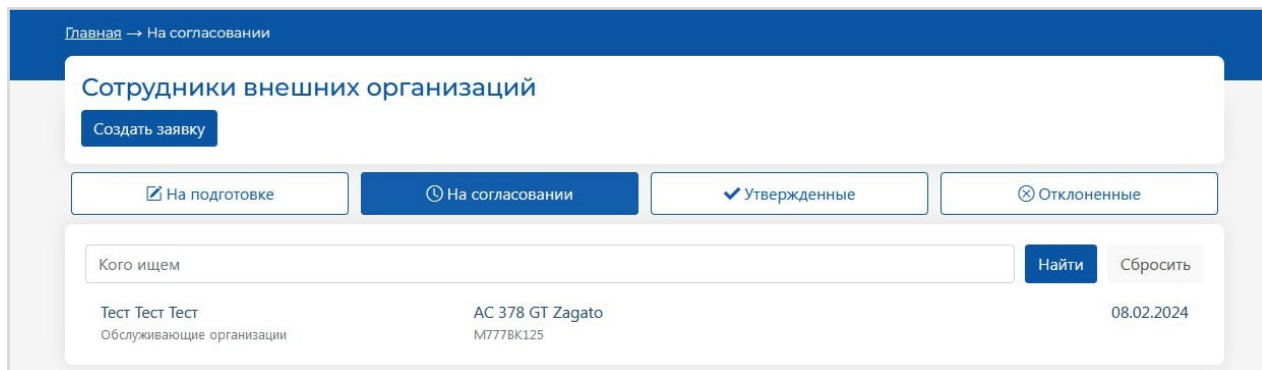 Главная → На согласовании
Сотрудники внешних организаций
Создать заявку
На подготовке
На согласовании
Утвержденные
Отклоненные
Кого ищем
Найти
Сбросить
Тест Тест Тест
AC 378 GT Zagato
08.02.2024
Обслуживающие организации
М777ВК125